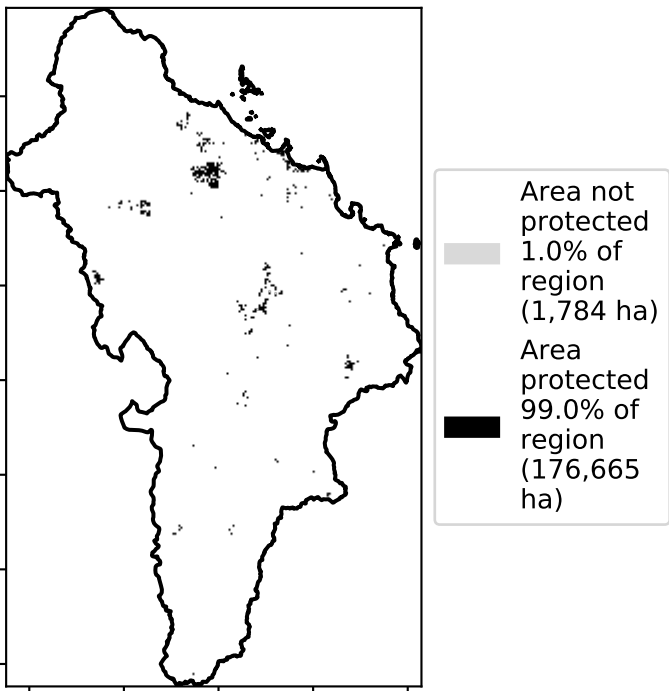 Area not
protected
1.0% of
region
(1,784 ha)
Area
protected
99.0% of
region
(176,665
ha)